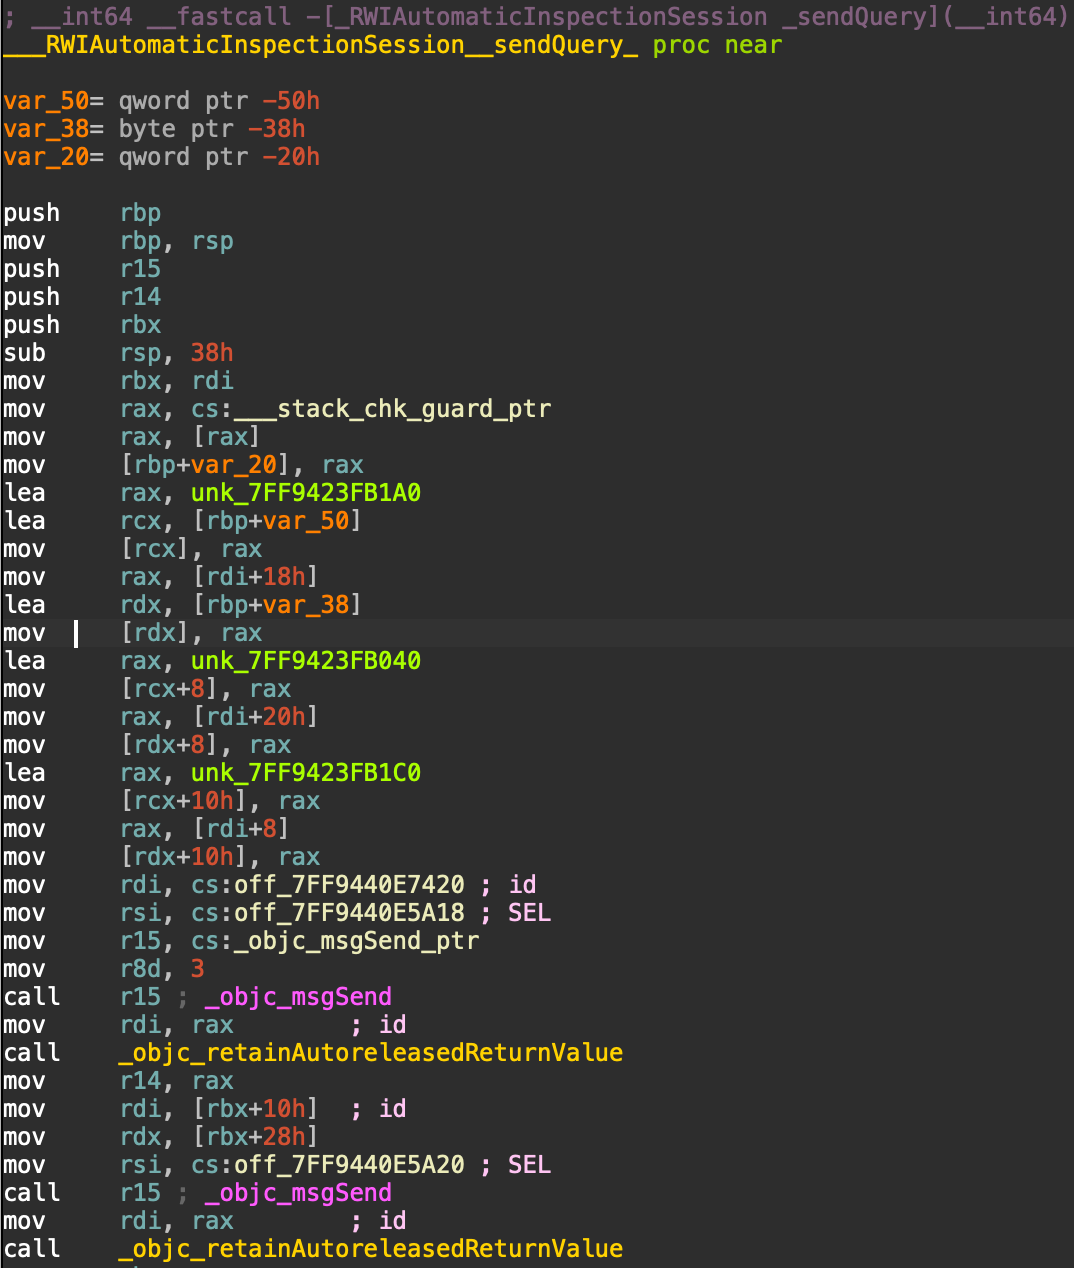 ; __int64 __fastcall -[_RWIAutomaticInspectionSession _sendQuery](__int64)
___RWIAutomaticInspectionSession__sendQuery_ proc near
var_50= qword ptr -50h
var_38= byte ptr -38h
var_20= qword ptr -20h
push rbp
mov rbp, rsp
push r15
push r14
push rbx
sub rsp, 38h
mov rbx, rdi
mov rax, cs:___stack_chk_guard_ptr
mov rax, [rax]
mov [rbp+var_20], rax
lea rax, unk_7FF9423FB1A0
lea rcx, [rbp+var_50]
mov [rcx], rax
mov rax, [rdi+18h]
lea rdx, [rbp+var_38]
mov [rdx], rax
lea rax, unk_7FF9423FB040
mov [rcx+8], rax
mov rax, [rdi+20h]
mov [rdx+8], rax
lea rax, unk_7FF9423FB1C0
mov [rcx+10h], rax
mov rax, [rdi+8]
mov [rdx+10h], rax
mov rdi, cs:off_7FF9440E7420 ; id
mov rsi, cs:off_7FF9440E5A18 ; SEL
mov r15, cs:_objc_msgSend_ptr
mov r8d, 3
call r15 ; _objc_msgSend
mov rdi, rax ; id
call _objc_retainAutoreleasedReturnValue
mov r14, rax
mov rdi, [rbx+10h] ; id
mov rdx, [rbx+28h]
mov rsi, cs:off_7FF9440E5A20 ; SEL
call r15 ; _objc_msgSend
mov rdi, rax ; id
call _objc_retainAutoreleasedReturnValue